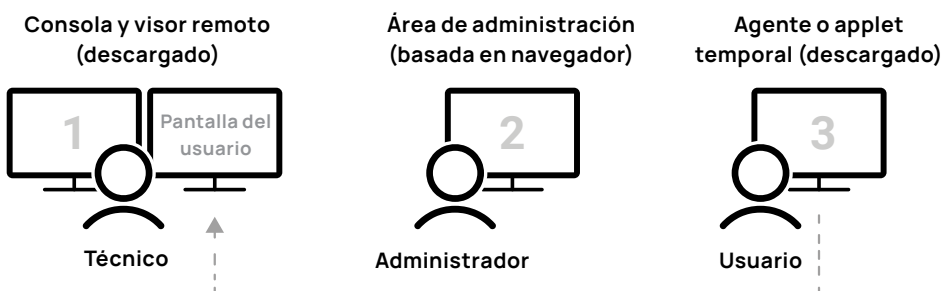 Consola y visor remoto
(descargado)
Área de administración
(basada en navegador)
Agente o applet
temporal (descargado)
1
Pantalla del
usuario
2
3
Técnico
Administrador
Usuario